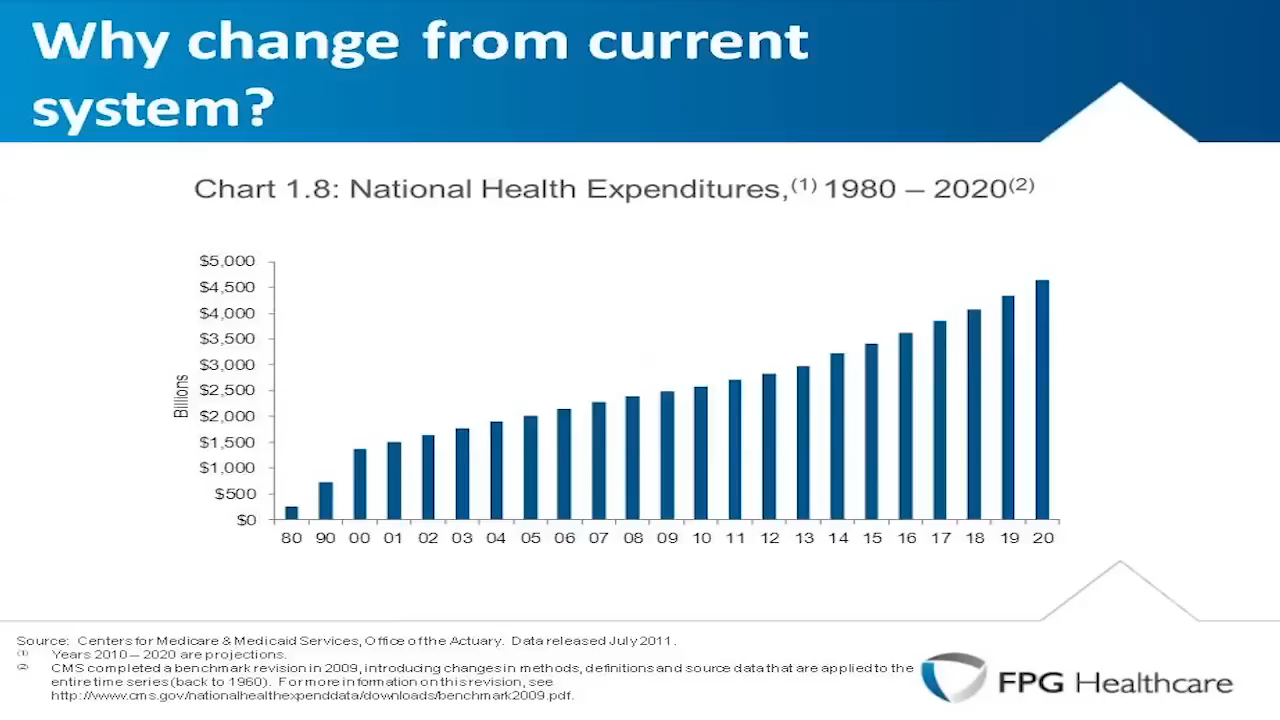 Why change from current
system?
Chart 1.8: National Health Expenditures,(1) 1980 – 2020(2)
$5,000
$4,500
$4,000
$3,500
$3,000
$2,500
$2,000
$1,500
$1,000
$500
$0
Billions
80 90 00 01 02 03 04 05 06 07 08 09 10 11 12 13 14 15 16 17 18 19 20
Source: Centers for Medicare & Medicaid Services, Office of the Actuary. Data released July 2011.
(1) Years 2010 – 2020 are projections.
(2) CMS completed a benchmark revision in 2009, introducing changes in methods, definitions and source data that are applied to the
entire time series (back to 1960). For more information on this revision, see
http://www.cms.gov/nationalhealthexpenddata/downloads/benchmark2009.pdf.
FPG Healthcare